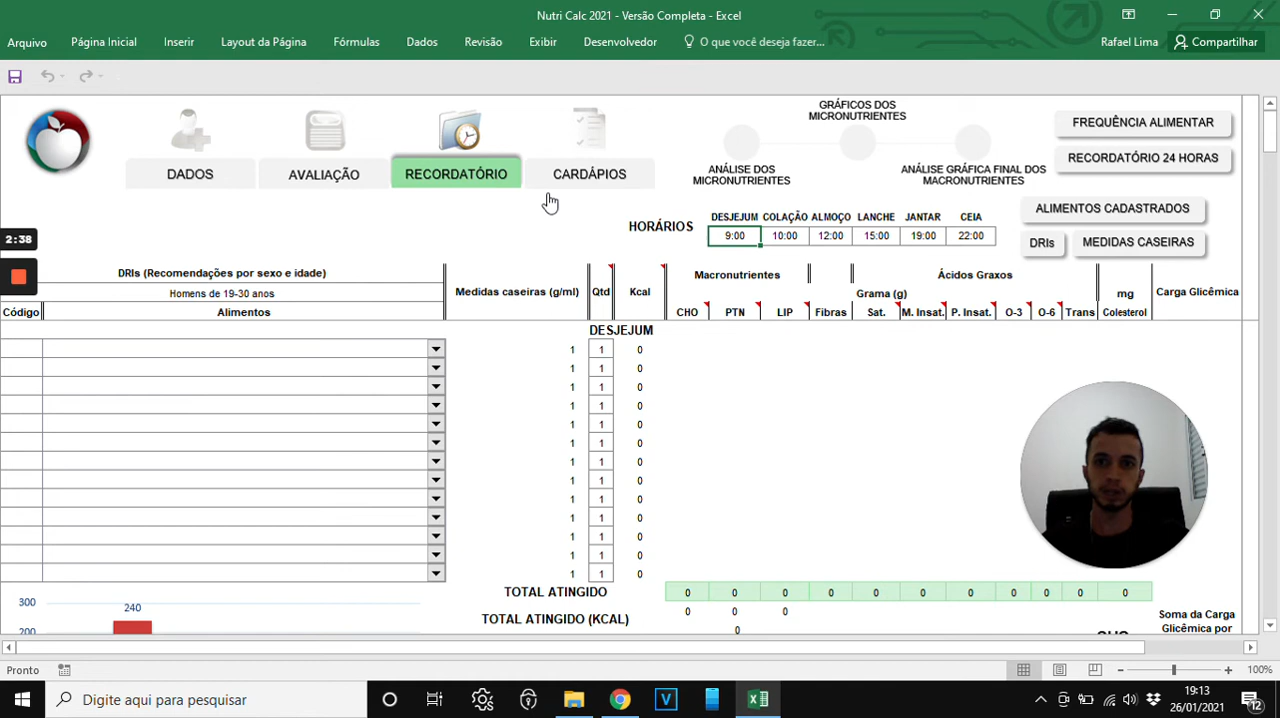 Nutri Calc 2021 - Versão Completa - Excel
Arquivo Página Inicial Inserir Layout da Página Fórmulas Dados Revisão Exibir Desenvolvedor O que você deseja fazer... Rafael Lima Compartilhar
GRÁFICOS DOS
MICRONUTRIENTES
FREQUÊNCIA ALIMENTAR
RECORDATÓRIO 24 HORAS
DADOS AVALIAÇÃO RECORDATÓRIO CARDÁPIOS
ANÁLISE DOS
MICRONUTRIENTES
ANÁLISE GRÁFICA FINAL DOS
MACRONUTRIENTES
ALIMENTOS CADASTRADOS
DRIs MEDIDAS CASEIRAS
HORÁRIOS
DESJEJUM COLAÇÃO ALMOÇO LANCHE JANTAR CEIA
9:00 10:00 12:00 15:00 19:00 22:00
2:38
DRIs (Recomendações por sexo e idade)
Homens de 19-30 anos
Código Alimentos
Medidas caseiras (g/ml) Qtd Kcal
Macronutrientes
Ácidos Graxos
Grama (g)
mg
Carga Glicêmica
CHO PTN LIP Fibras Sat. M. Insat. P. Insat. O-3 O-6 Trans Colesterol
DESJEJUM
1 1 0
1 1 0
1 1 0
1 1 0
1 1 0
1 1 0
1 1 0
1 1 0
1 1 0
1 1 0
1 1 0
1 1 0
1 1 0
TOTAL ATINGIDO 0 0 0 0 0 0 0 0 0 0 0
TOTAL ATINGIDO (KCAL) 0 0 0
0
Soma da Carga
Glicêmica por
300
240
200
Pronto
100%
Digite aqui para pesquisar
19:13
26/01/2021
12